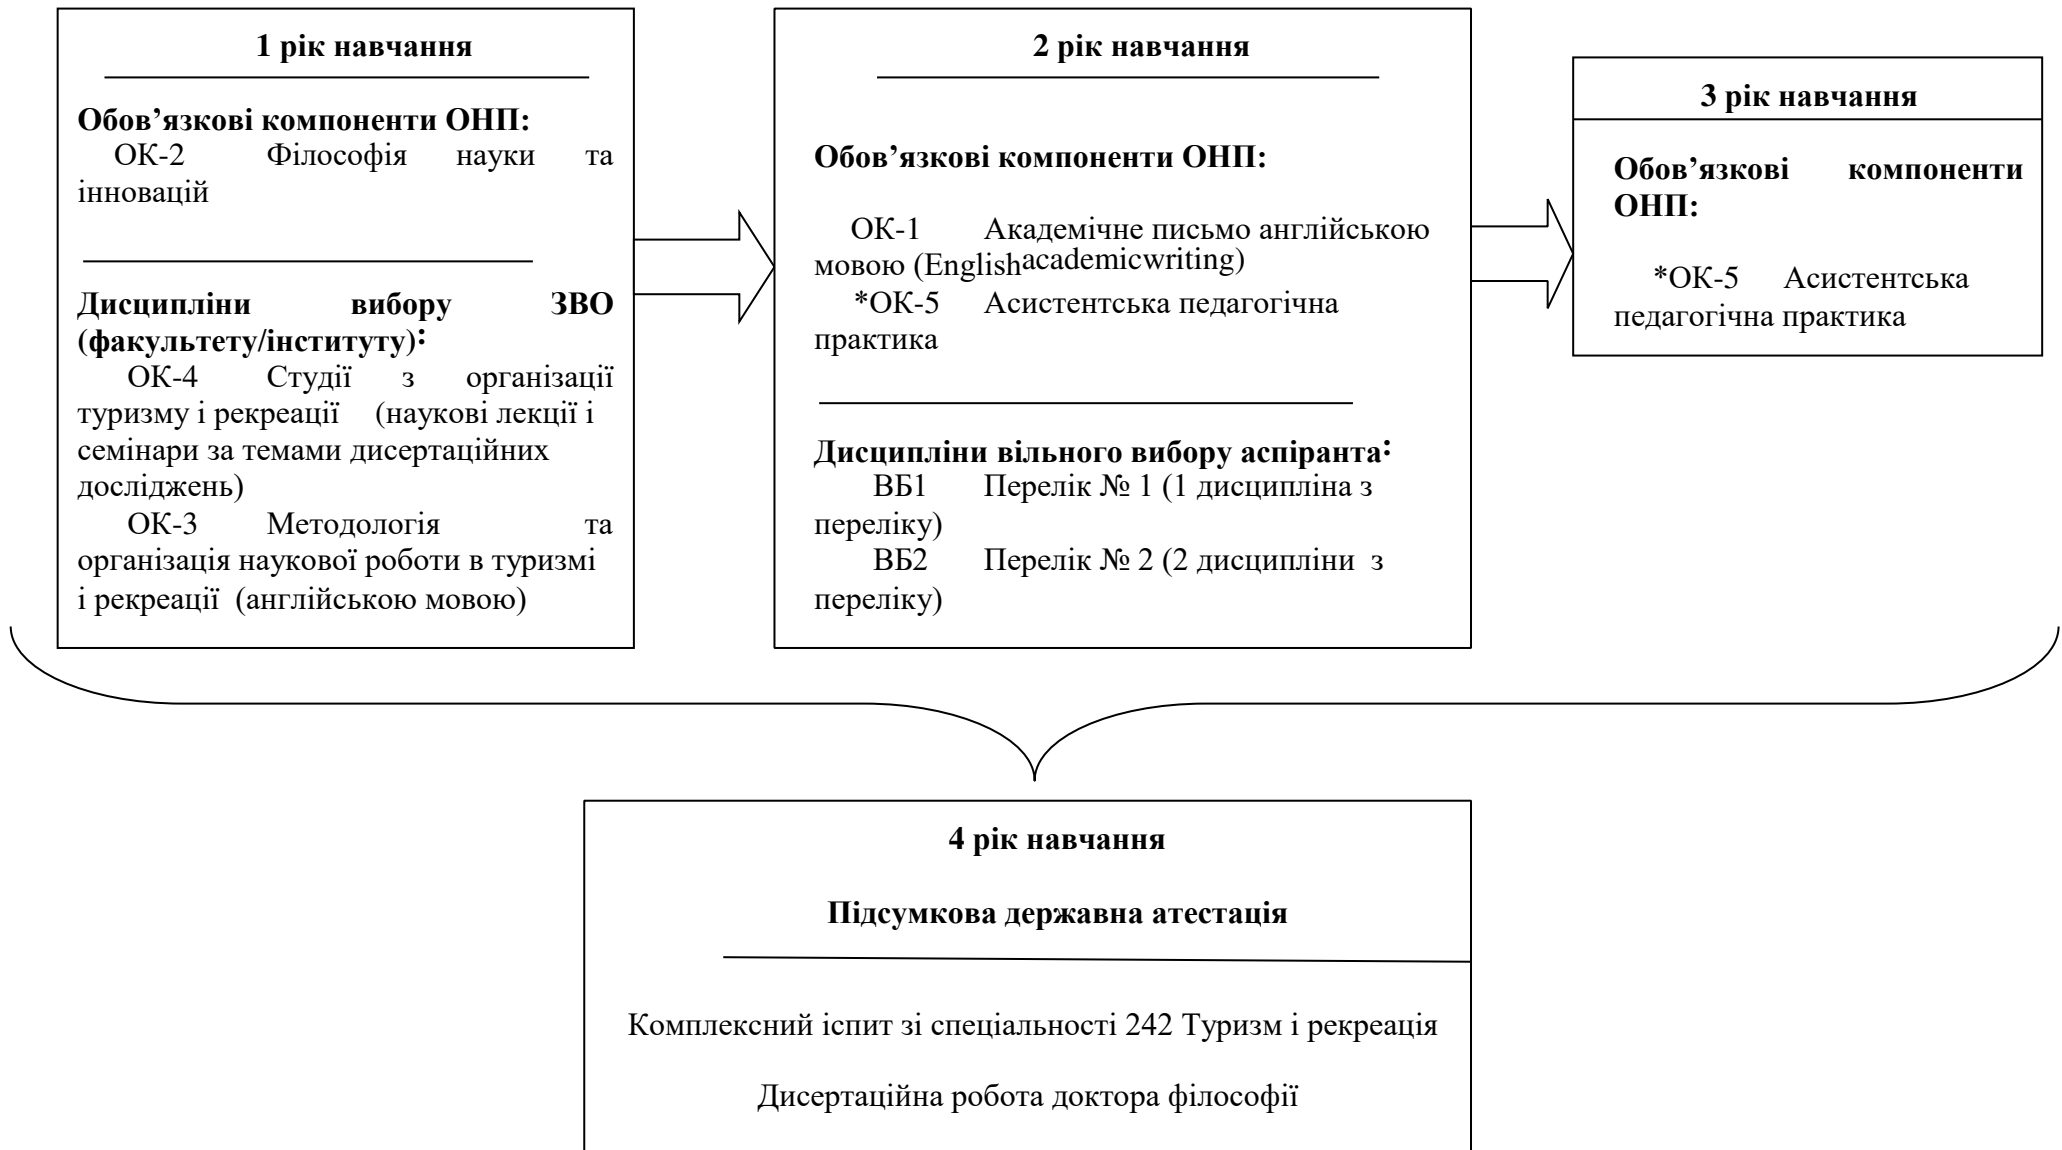 1 рік навчання
Обов’язкові компоненти ОНП:
ОК-2 Філософія науки та
інновацій
Дисципліни вибору ЗВО
(факультету/інституту):
ОК-4 Студії з організації
туризму і рекреації (наукові лекції і
семінари за темами дисертаційних
досліджень)
ОК-3 Методологія та
організація наукової роботи в туризмі
і рекреації (англійською мовою)
2 рік навчання
Обов’язкові компоненти ОНП:
ОК-1 Академічне письмо англійською
мовою (Englishacademicwriting)
*ОК-5 Асистентська педагогічна
практика
Дисципліни вільного вибору аспіранта:
ВБ1 Перелік № 1 (1 дисципліна з
переліку)
ВБ2 Перелік № 2 (2 дисципліни з
переліку)
3 рік навчання
Обов’язкові компоненти
ОНП:
*ОК-5 Асистентська
педагогічна практика
4 рік навчання
Підсумкова державна атестація
Комплексний іспит зі спеціальності 242 Туризм і рекреація
Дисертаційна робота доктора філософії